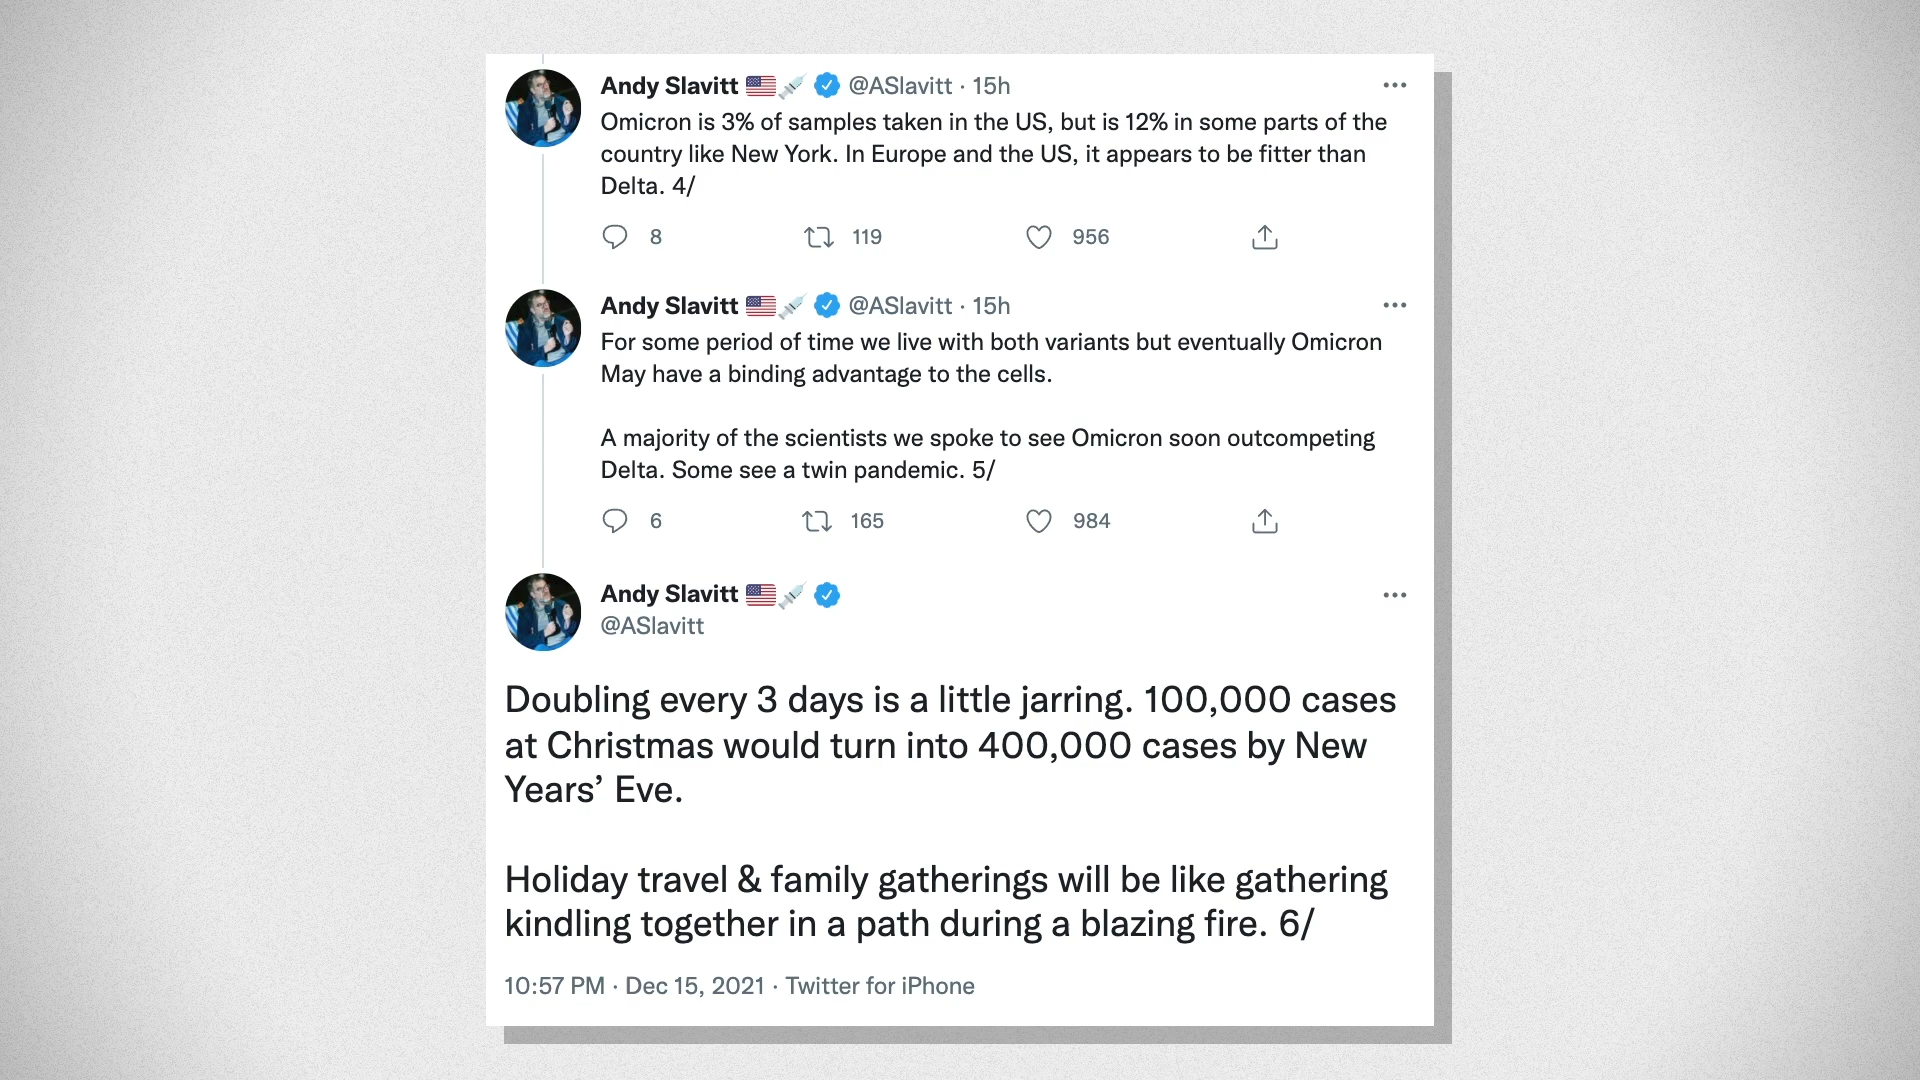 Andy Slavitt 🇺🇸💉 @ASlavitt · 15h
Omicron is 3% of samples taken in the US, but is 12% in some parts of the
country like New York. In Europe and the US, it appears to be fitter than
Delta. 4/
8 119 956
Andy Slavitt 🇺🇸💉 @ASlavitt · 15h
For some period of time we live with both variants but eventually Omicron
May have a binding advantage to the cells.
A majority of the scientists we spoke to see Omicron soon outcompeting
Delta. Some see a twin pandemic. 5/
6 165 984
Andy Slavitt 🇺🇸💉
@ASlavitt
Doubling every 3 days is a little jarring. 100,000 cases
at Christmas would turn into 400,000 cases by New
Years’ Eve.
Holiday travel & family gatherings will be like gathering
kindling together in a path during a blazing fire. 6/
10:57 PM · Dec 15, 2021 · Twitter for iPhone